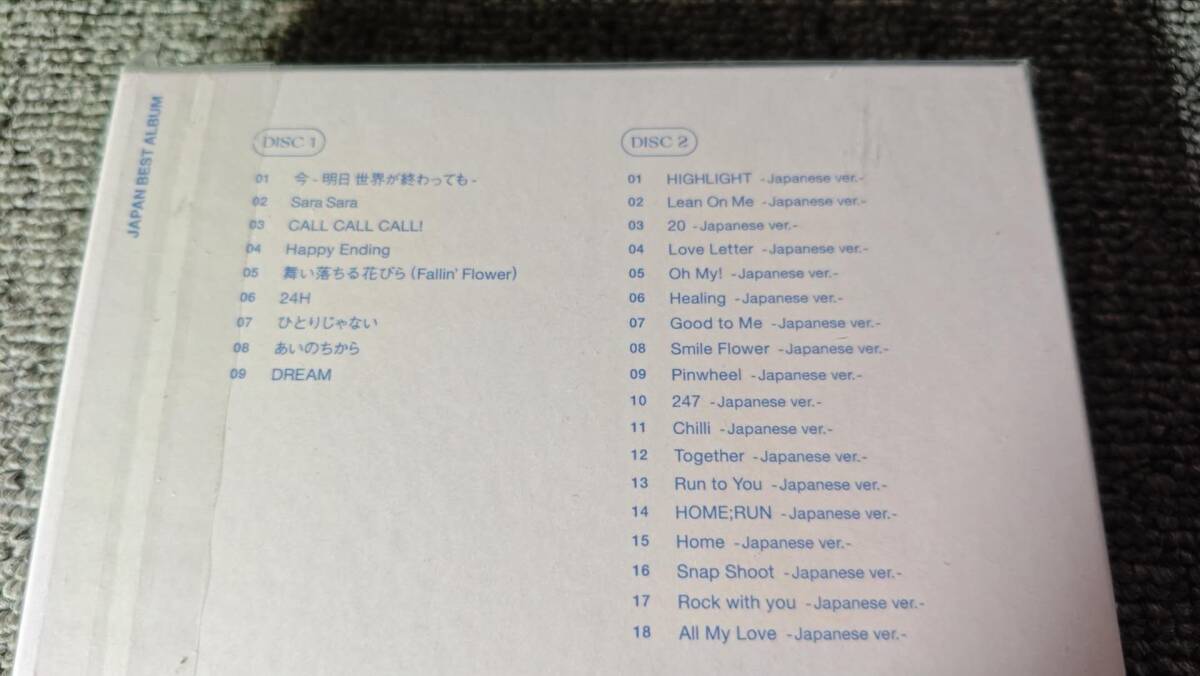 JAPAN BEST ALBUM
DISC 1
01 今 - 明日 世界が終わっても -
02 Sara Sara
03 CALL CALL CALL!
04 Happy Ending
05 舞い落ちる花びら (Fallin' Flower)
06 24H
07 ひとりじゃない
08 あいのちから
09 DREAM
DISC 2
01 HIGHLIGHT -Japanese ver.-
02 Lean On Me -Japanese ver.-
03 20 -Japanese ver.-
04 Love Letter -Japanese ver.-
05 Oh My! -Japanese ver.-
06 Healing -Japanese ver.-
07 Good to Me -Japanese ver.-
08 Smile Flower -Japanese ver.-
09 Pinwheel -Japanese ver.-
10 247 -Japanese ver.-
11 Chilli -Japanese ver.-
12 Together -Japanese ver.-
13 Run to You -Japanese ver.-
14 HOME;RUN -Japanese ver.-
15 Home -Japanese ver.-
16 Snap Shoot -Japanese ver.-
17 Rock with you -Japanese ver.-
18 All My Love -Japanese ver.-